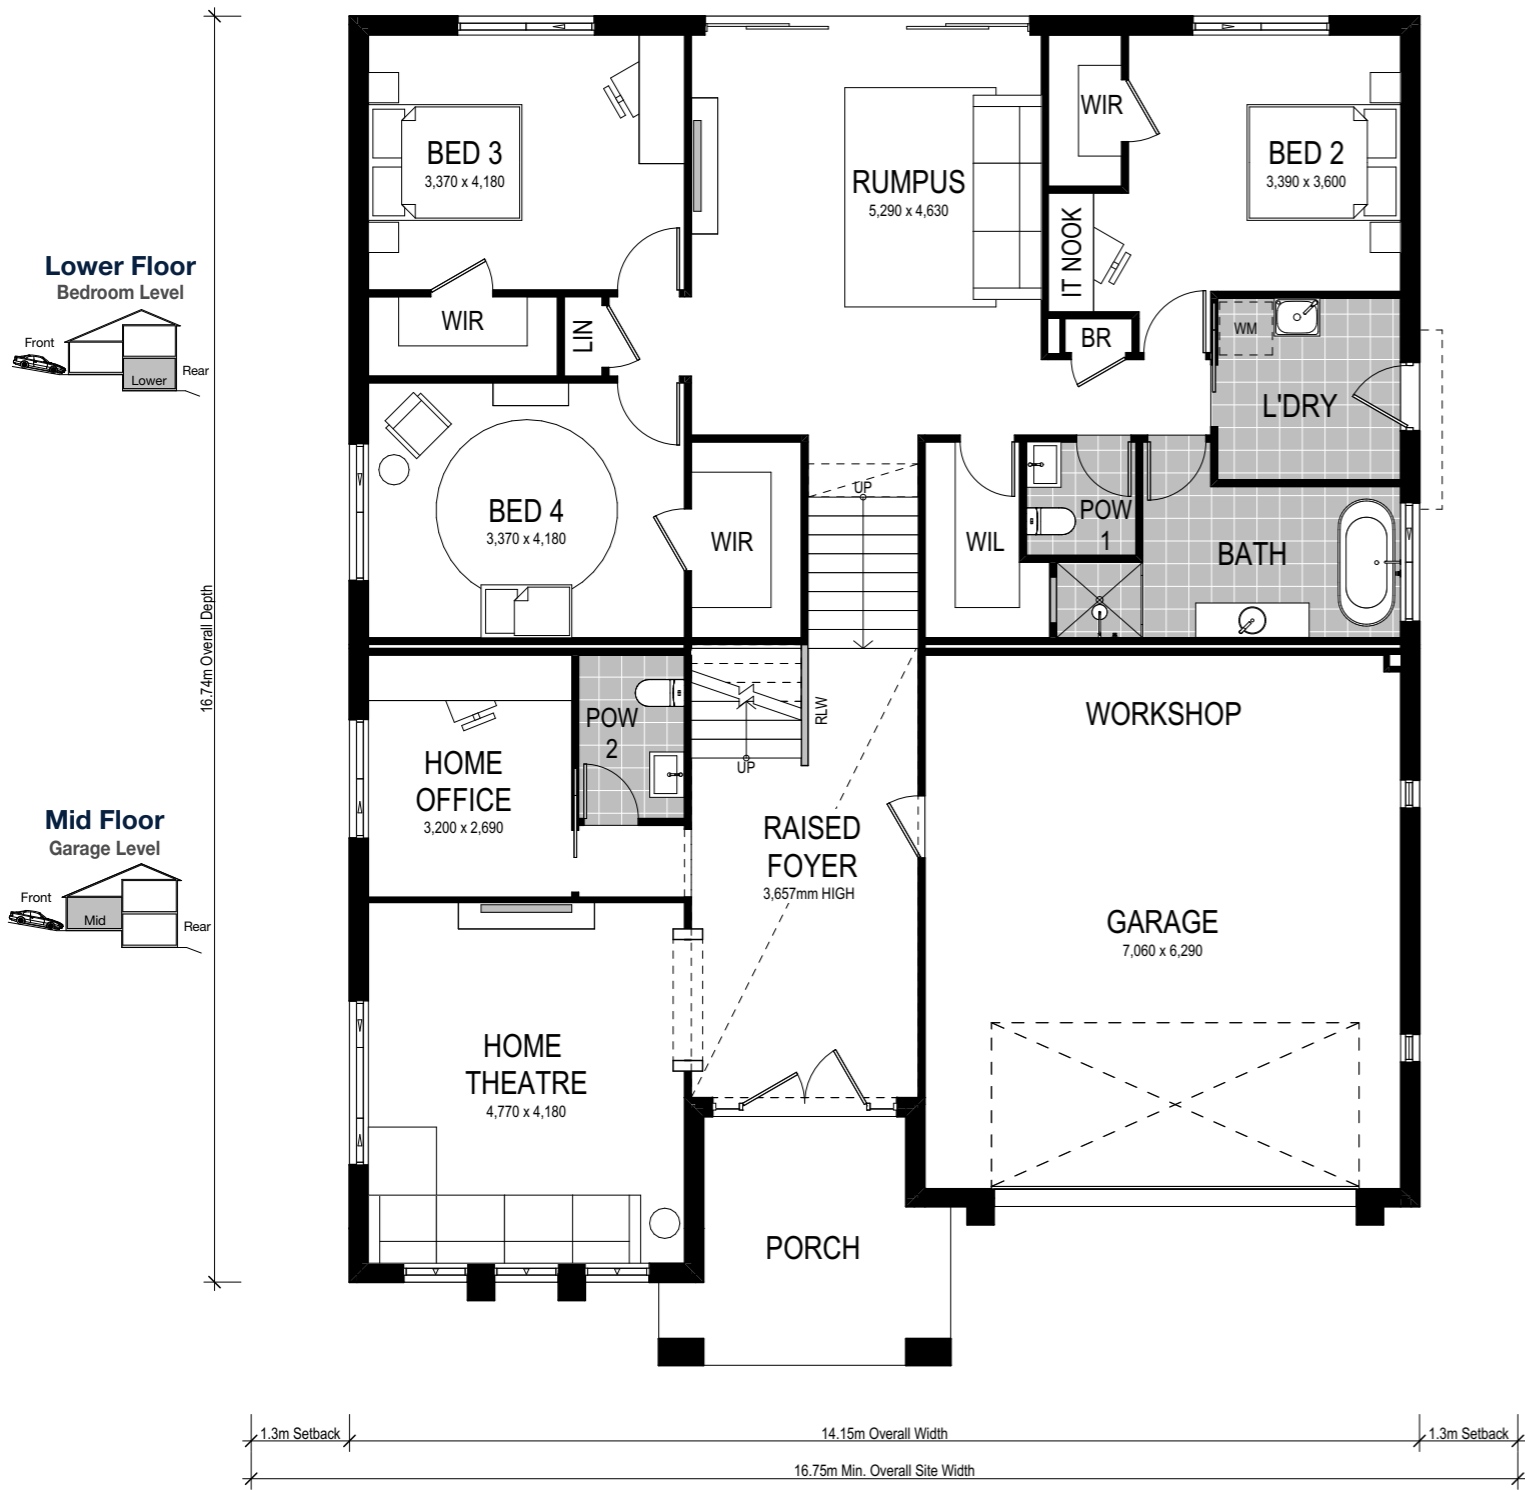 BED 3
3,370 x 4,180
WIR
RUMPUS
5,290 x 4,630
WIR
BED 2
3,390 x 3,600
IT NOOK
Lower Floor
Bedroom Level
Front
Lower
Rear
WIR
LIN
BR
WM
L'DRY
BED 4
3,370 x 4,180
WIR
UP
WIL
POW
1
BATH
16.74m Overall Depth
POW
2
UP
RLW
WORKSHOP
HOME
OFFICE
3,200 x 2,690
Mid Floor
Garage Level
Front
Mid
Rear
RAISED
FOYER
3,657mm HIGH
GARAGE
7,060 x 6,290
HOME
THEATRE
4,770 x 4,180
PORCH
1.3m Setback
14.15m Overall Width
1.3m Setback
16.75m Min. Overall Site Width